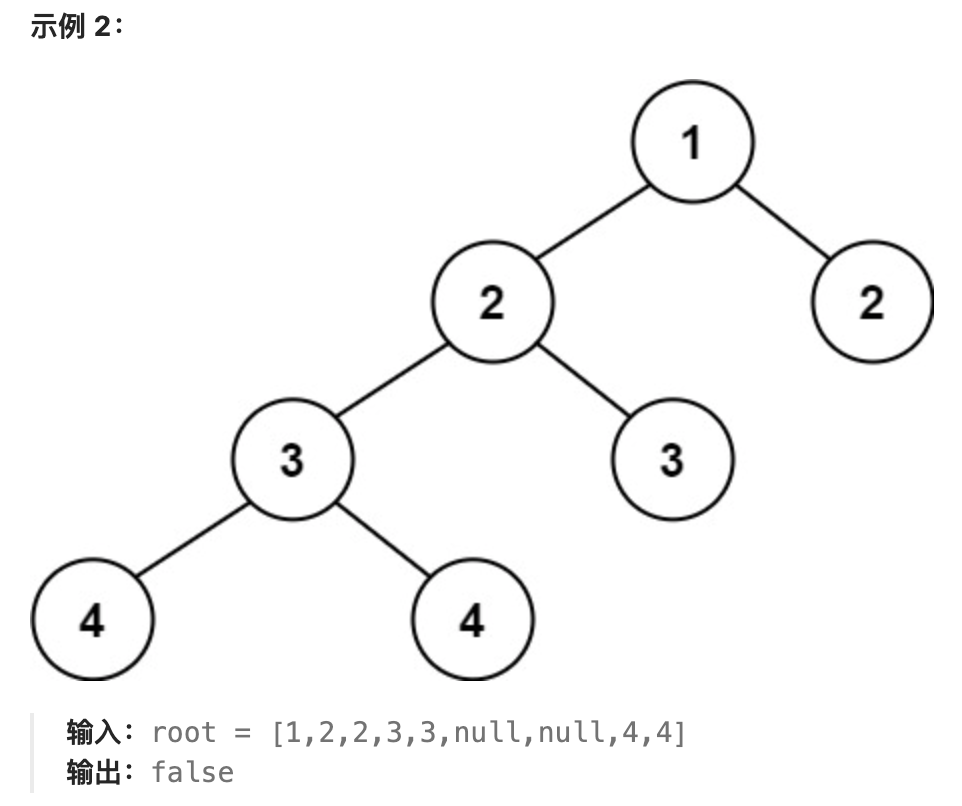 示例 2：
1
2
2
3
3
4
4
输入：root = [1,2,2,3,3,null,null,4,4]
输出：false